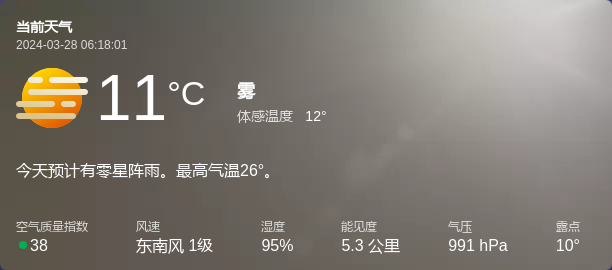 当前天气
2024-03-28 06:18:01
11°C
雾
体感温度 12°
今天预计有零星阵雨。最高气温26°。
空气质量指数 风速 湿度 能见度 气压 露点
38 东南风 1级 95% 5.3 公里 991 hPa 10°